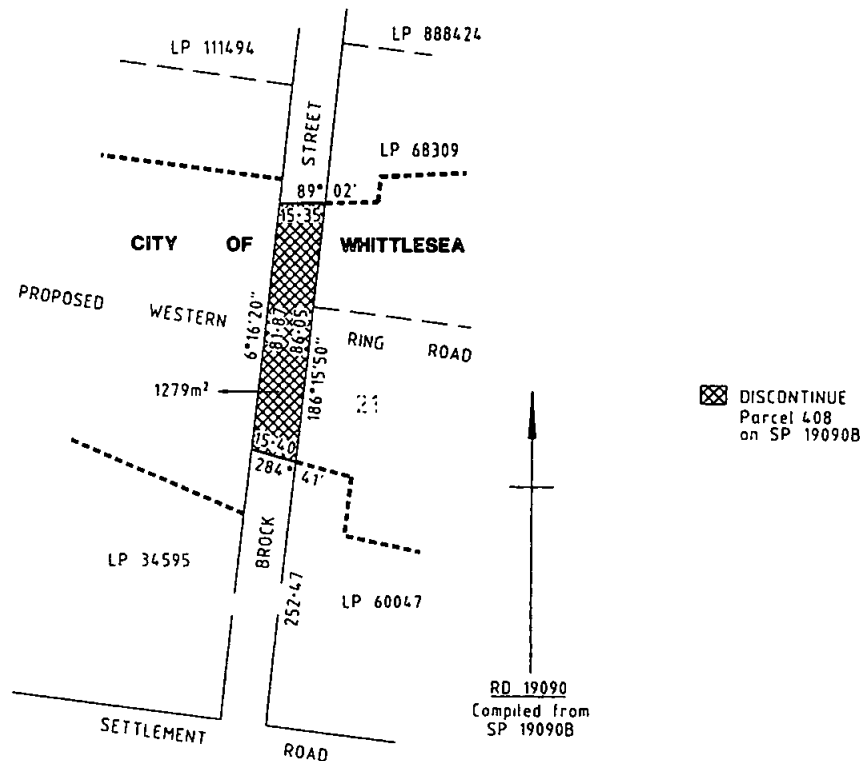 LP 111494
LP 888424
STREET
LP 68309
89° 02'
15·35
CITY OF WHITTLESEA
PROPOSED WESTERN RING ROAD
6°16'20"
81·87
86·05
186°15'50"
1279m²
21
15·40
284° 41'
DISCONTINUE
Parcel 408
on SP 19090B
BROCK
LP 34595
252·47
LP 60047
RD 19090
Compiled from
SP 19090B
SETTLEMENT ROAD